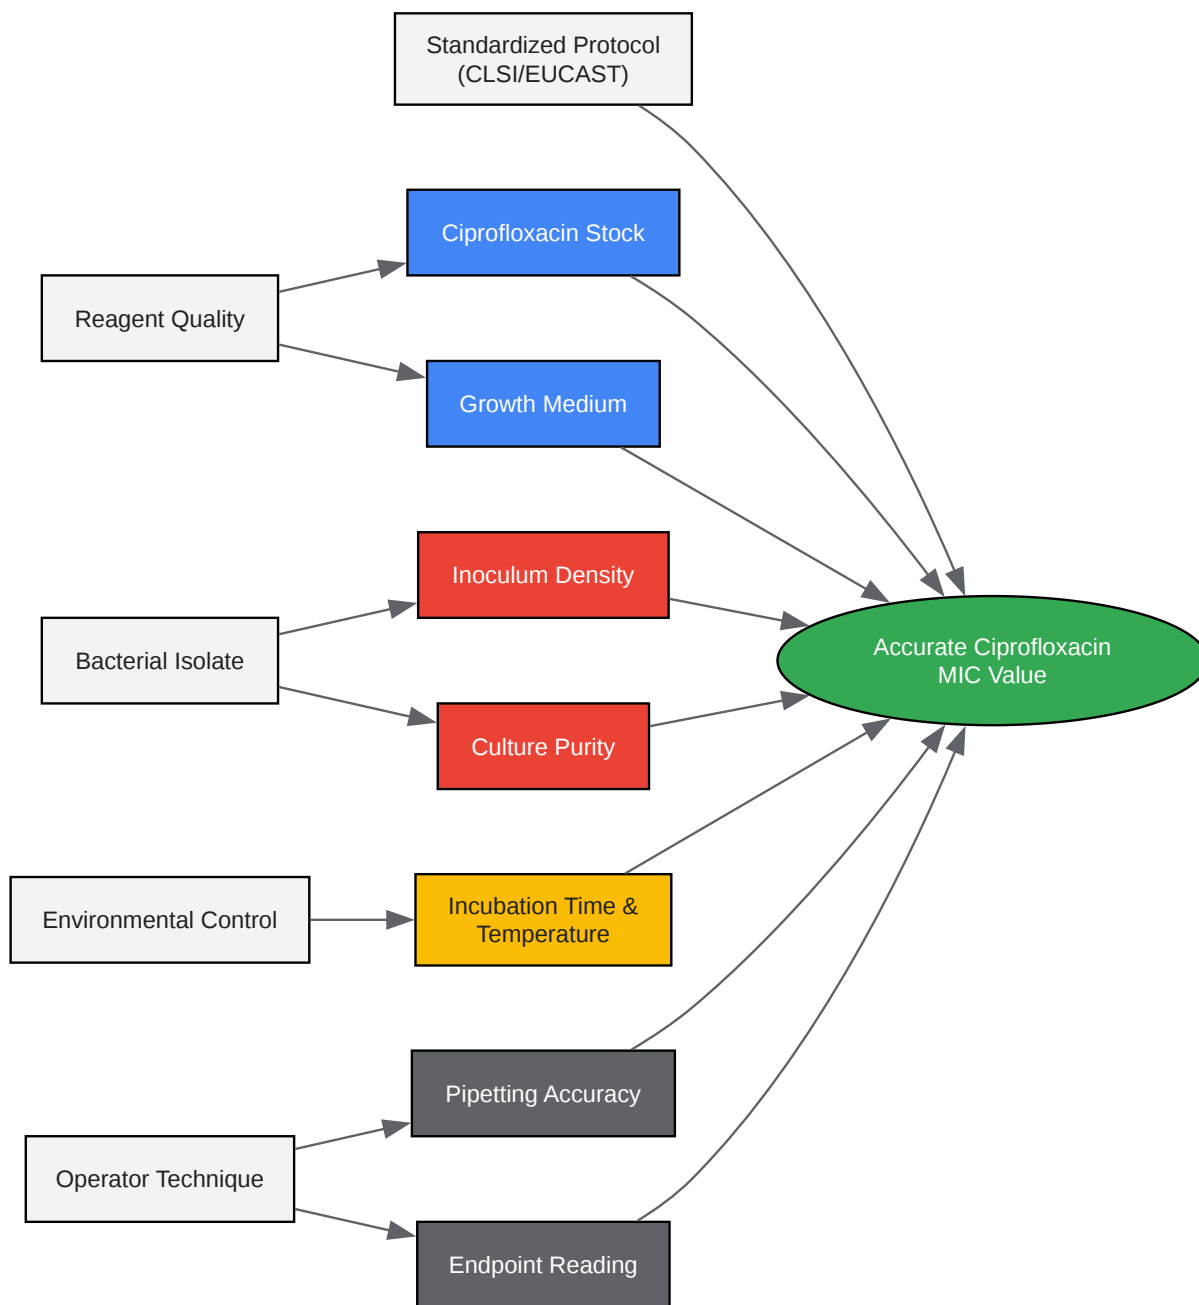 Standardized Protocol
(CLSI/EUCAST)
Ciprofloxacin Stock
Reagent Quality
Growth Medium
Inoculum Density
Bacterial Isolate
Culture Purity
Accurate Ciprofloxacin
MIC Value
Environmental Control
Incubation Time &
Temperature
Pipetting Accuracy
Operator Technique
Endpoint Reading